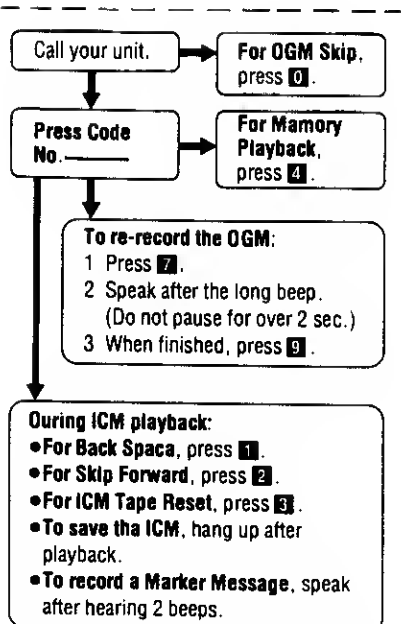 Call your unit.
For OGM Skip,
press 0.
Press Code
No.
For Mamory
Playback,
press 4.
To re-record the OGM:
1 Press 7.
2 Speak after the long beep.
(Do not pause for over 2 sec.)
3 When finished, press 9.
Ouring ICM playback:
●For Back Spaca, press 1.
●For Skip Forward, press 2.
●For ICM Tape Reset, press 3.
●To save tha ICM, hang up after
playback.
●To record a Marker Message, speak
after hearing 2 beeps.